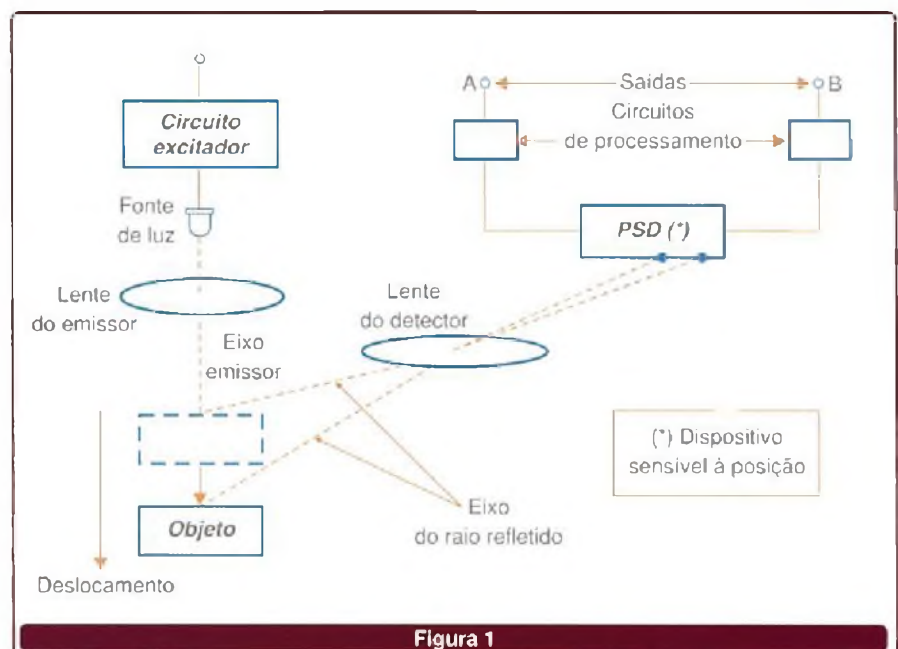 Circuito
excitador
Fonte
de luz
Lente
do emissor
Eixo
emissor
A
Saídas
B
Circuitos
de processamento
PSD (*)
Lente
do detector
(*) Dispositivo
sensível à posição
Objeto
Eixo
do raio refletido
Deslocamento
Figura 1